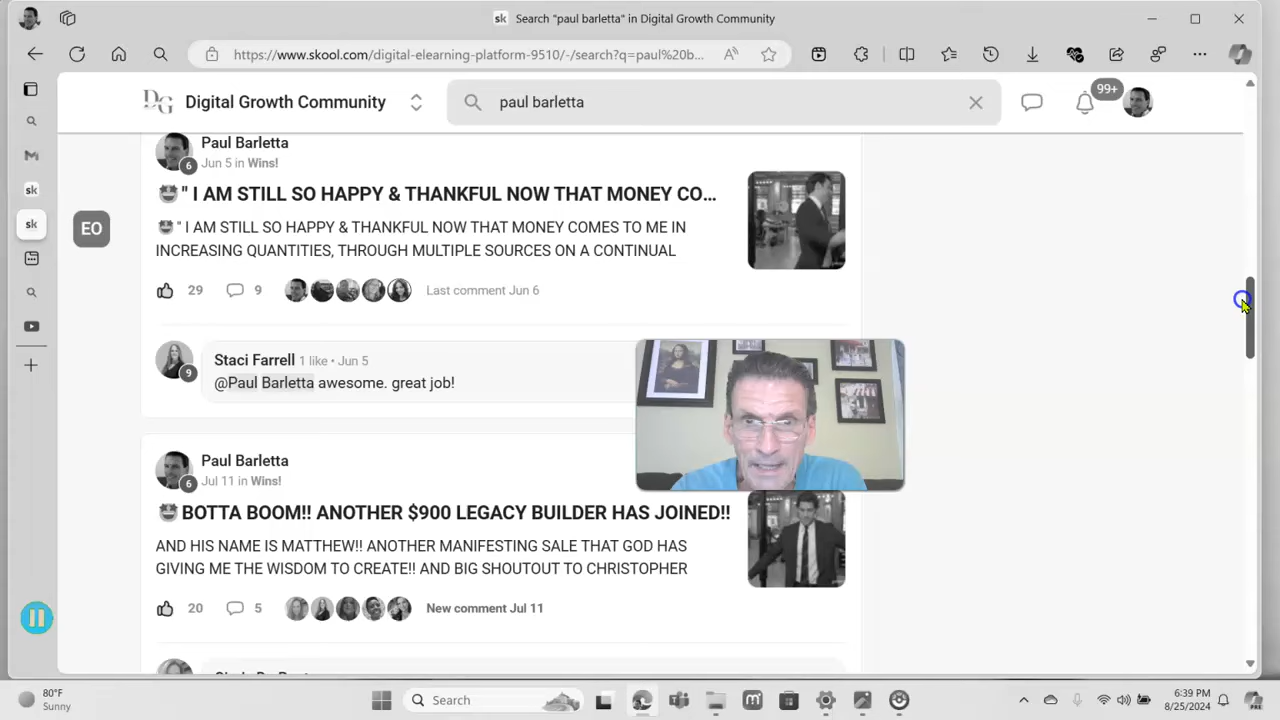 Search "paul barletta" in Digital Growth Community
https://www.skool.com/digital-elearning-platform-9510/-/search?q=paul%20b...
DG
Digital Growth Community
paul barletta
99+
Paul Barletta
6
Jun 5 in Wins!
" I AM STILL SO HAPPY & THANKFUL NOW THAT MONEY CO...
" I AM STILL SO HAPPY & THANKFUL NOW THAT MONEY COMES TO ME IN
INCREASING QUANTITIES, THROUGH MULTIPLE SOURCES ON A CONTINUAL
EO
29
9
Last comment Jun 6
Staci Farrell 1 like • Jun 5
9
@Paul Barletta awesome. great job!
Paul Barletta
6
Jul 11 in Wins!
BOTTA BOOM!! ANOTHER $900 LEGACY BUILDER HAS JOINED!!
AND HIS NAME IS MATTHEW!! ANOTHER MANIFESTING SALE THAT GOD HAS
GIVING ME THE WISDOM TO CREATE!! AND BIG SHOUTOUT TO CHRISTOPHER
20
5
New comment Jul 11
80°F
Sunny
Search
6:39 PM
8/25/2024